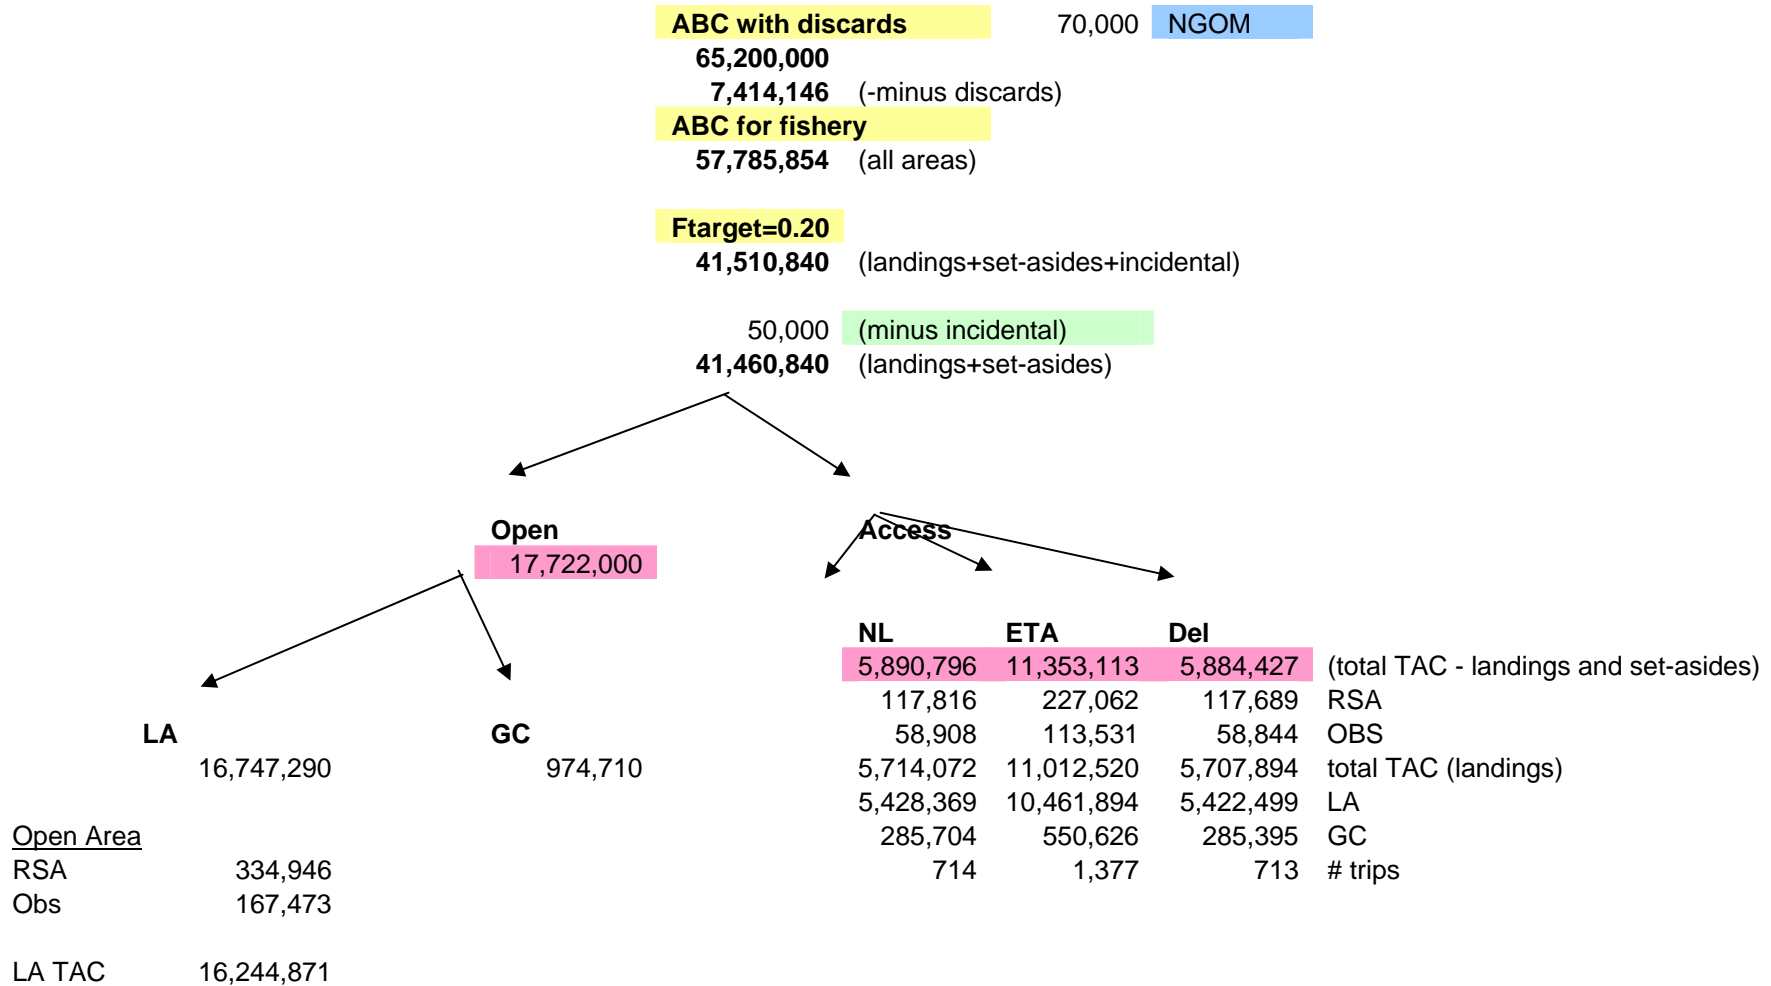 ABC with discards 70,000 NGOM
65,200,000
7,414,146 (-minus discards)
ABC for fishery
57,785,854 (all areas)
Ftarget=0.20
41,510,840 (landings+set-asides+incidental)
50,000 (minus incidental)
41,460,840 (landings+set-asides)
Open Access
17,722,000
NL ETA Del
5,890,796 11,353,113 5,884,427 (total TAC - landings and set-asides)
117,816 227,062 117,689 RSA
LA GC 58,908 113,531 58,844 OBS
16,747,290 974,710 5,714,072 11,012,520 5,707,894 total TAC (landings)
5,428,369 10,461,894 5,422,499 LA
Open Area 285,704 550,626 285,395 GC
RSA 334,946 714 1,377 713 # trips
Obs 167,473
LA TAC 16,244,871